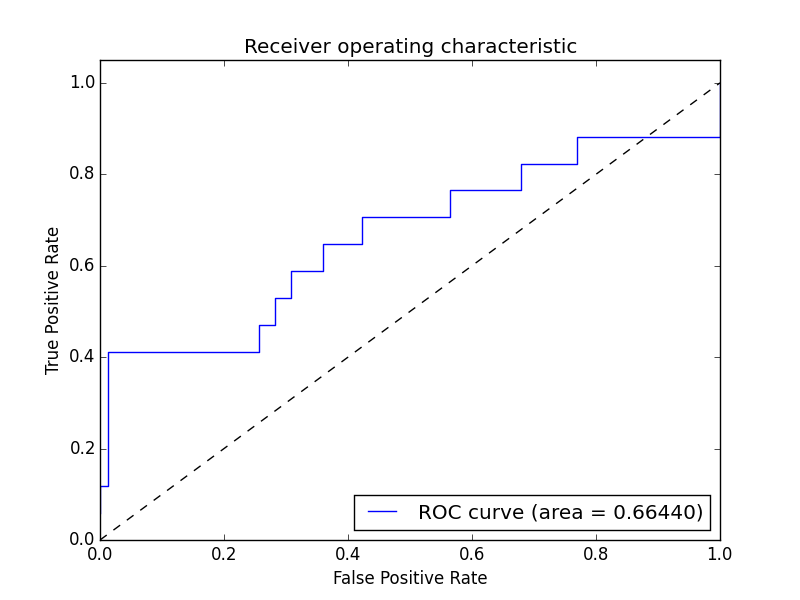 Receiver operating characteristic
1.0
0.8
0.6
0.4
0.2
0.0
True Positive Rate
ROC curve (area = 0.66440)
0.0 0.2 0.4 0.6 0.8 1.0
False Positive Rate